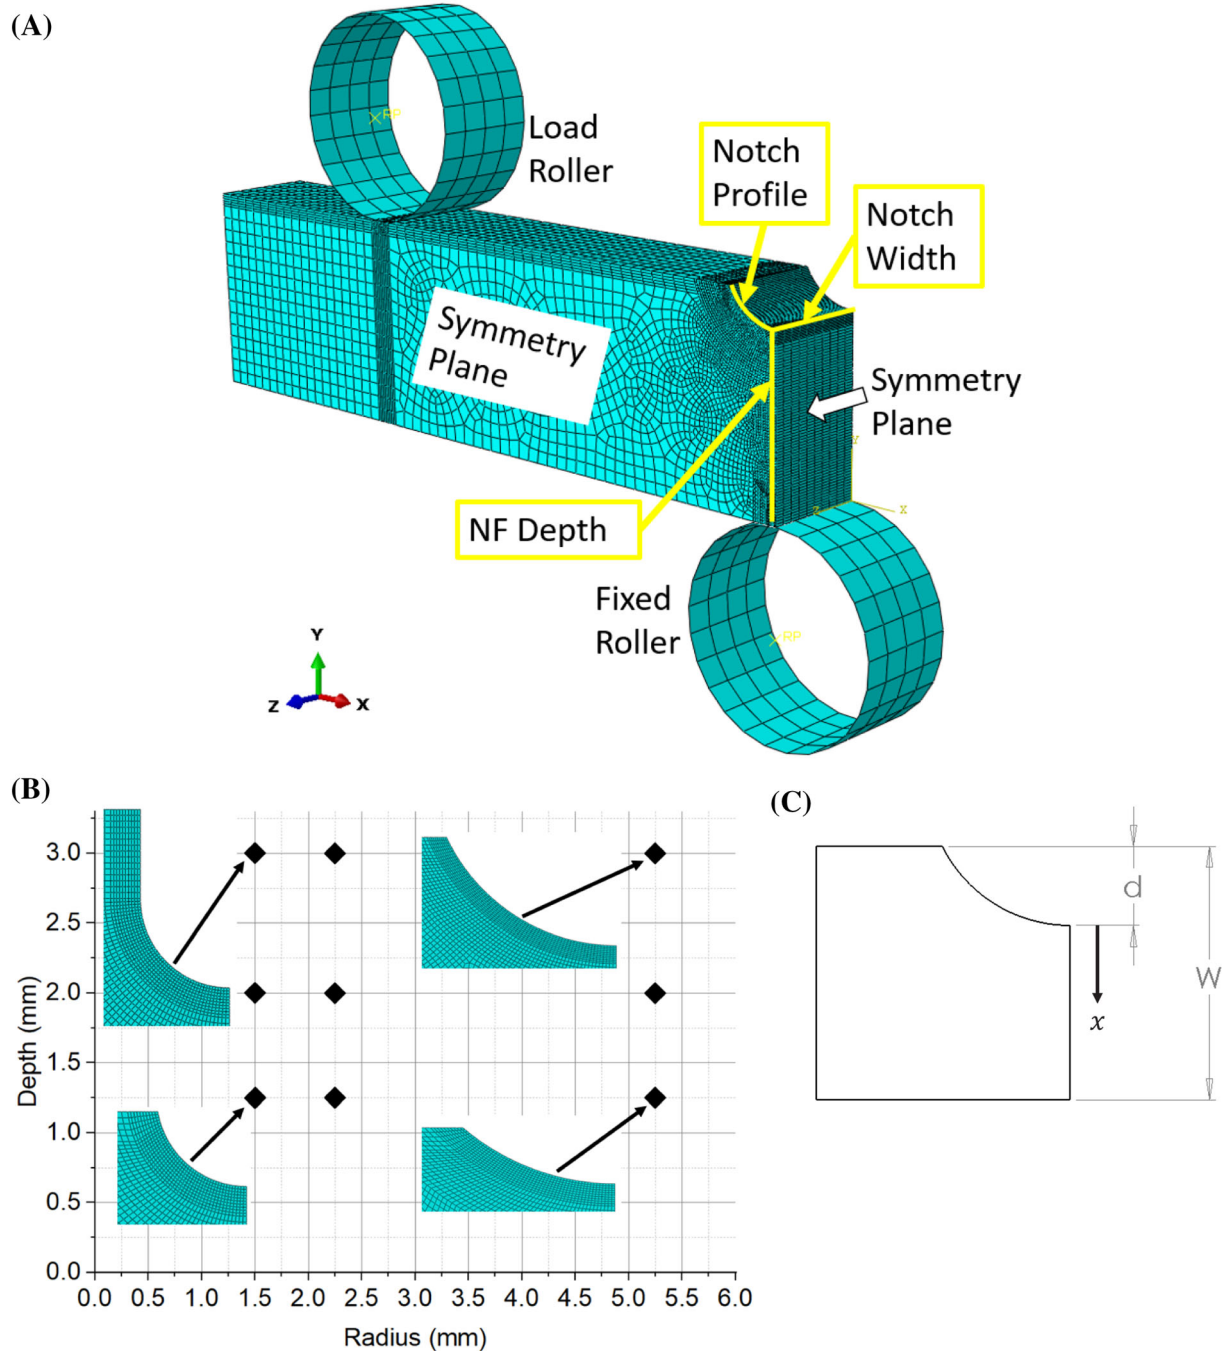 (A)
RP
Load
Roller
Notch
Profile
Notch
Width
Symmetry
Plane
Symmetry
Plane
Y
Z
X
NF Depth
Fixed
Roller
RP
Y
Z
X
(B)
Depth (mm)
3.0
2.5
2.0
1.5
1.0
0.5
0.0
0.0 0.5 1.0 1.5 2.0 2.5 3.0 3.5 4.0 4.5 5.0 5.5 6.0
Radius (mm)
(C)
d
W
x